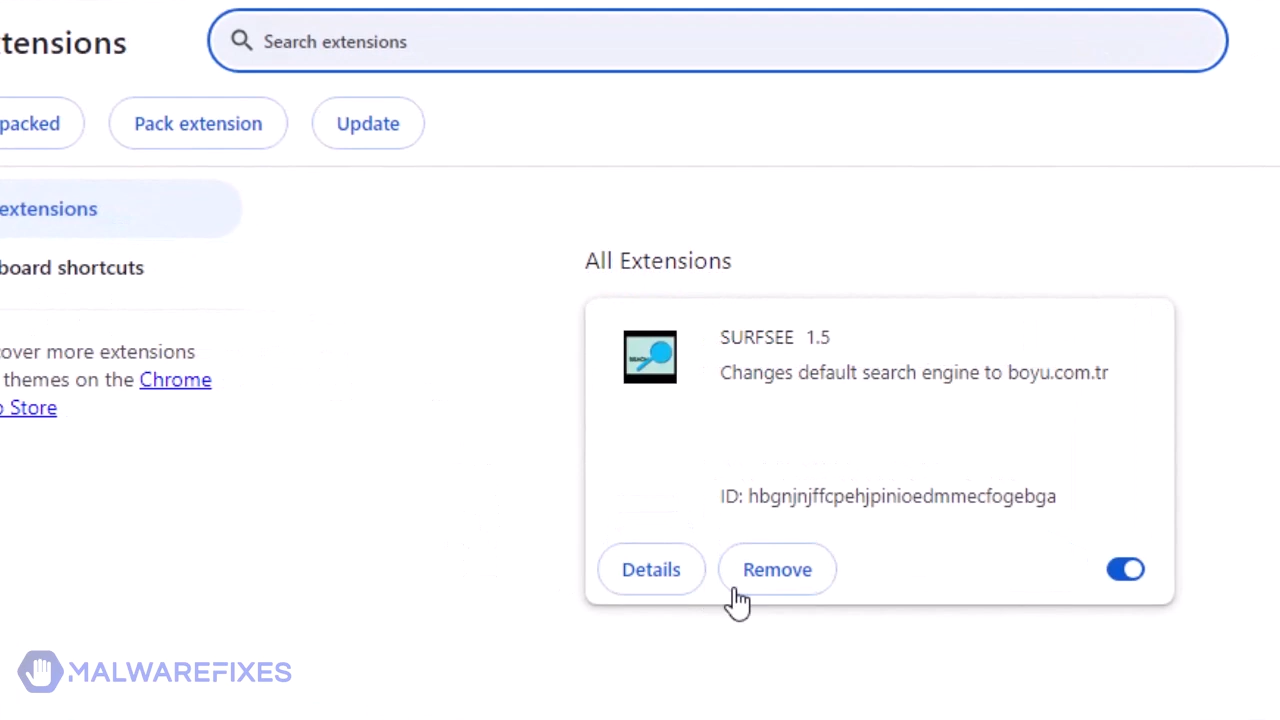 tensions
Search extensions
packed
Pack extension
Update
extensions
board shortcuts
cover more extensions
themes on the Chrome
Store
All Extensions
SURFSEE 1.5
Changes default search engine to boyu.com.tr
ID: hbgnjnjffcpehjpinioedmmecfogebga
Details
Remove
MALWAREFIXES